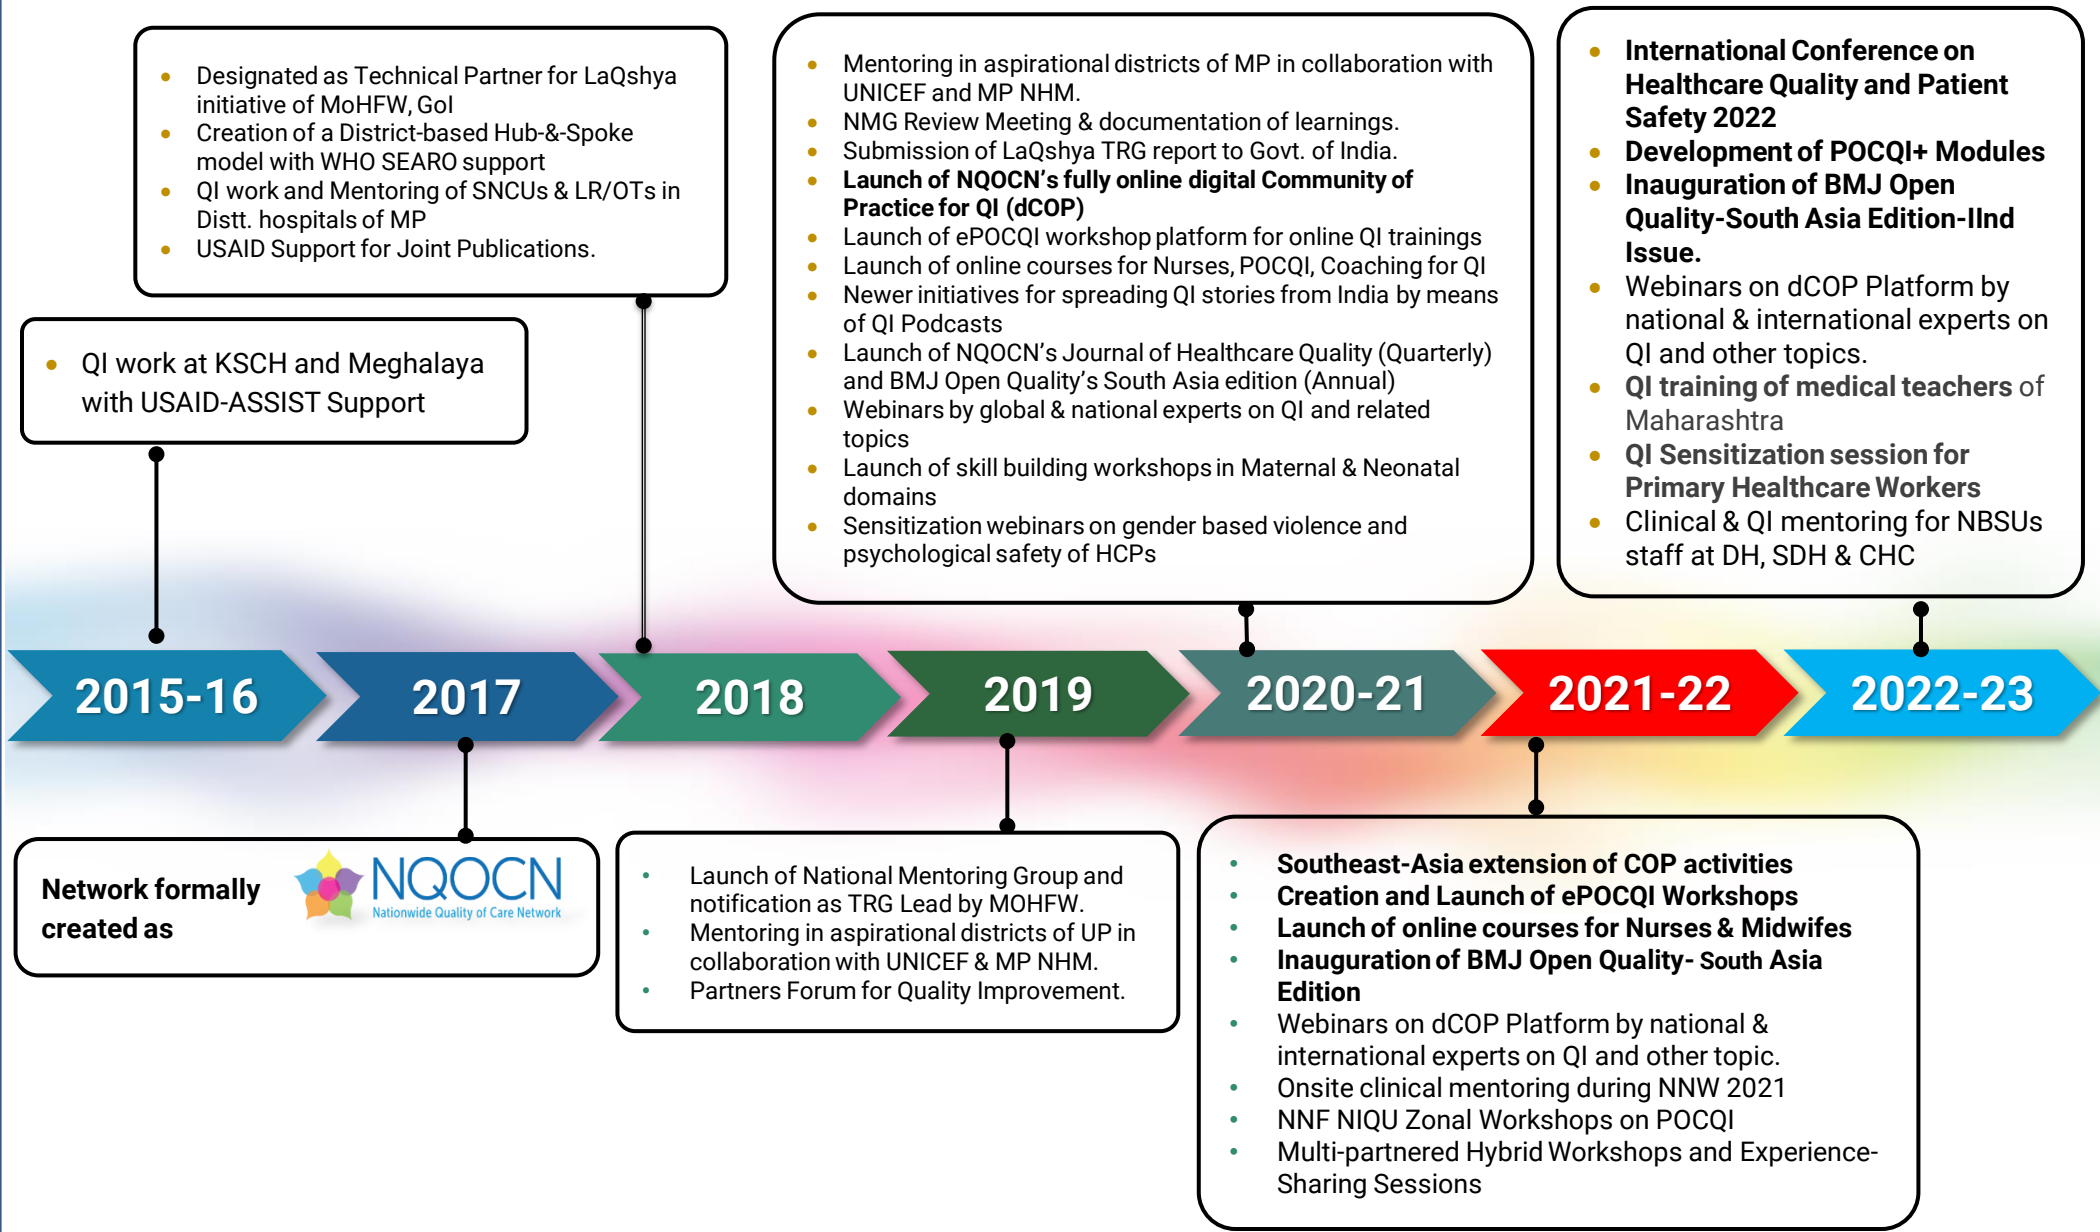 Designated as Technical Partner for LaQshya
initiative of MoHFW, GoI
Creation of a District-based Hub-&-Spoke
model with WHO SEARO support
QI work and Mentoring of SNCUs & LR/OTs in
Distt. hospitals of MP
USAID Support for Joint Publications.
QI work at KSCH and Meghalaya
with USAID-ASSIST Support
Mentoring in aspirational districts of MP in collaboration with
UNICEF and MP NHM.
NMG Review Meeting & documentation of learnings.
Submission of LaQshya TRG report to Govt. of India.
Launch of NQOCN's fully online digital Community of
Practice for QI (dCOP)
Launch of ePOCQI workshop platform for online QI trainings
Launch of online courses for Nurses, POCQI, Coaching for QI
Newer initiatives for spreading QI stories from India by means
of QI Podcasts
Launch of NQOCN's Journal of Healthcare Quality (Quarterly)
and BMJ Open Quality's South Asia edition (Annual)
Webinars by global & national experts on QI and related
topics
Launch of skill building workshops in Maternal & Neonatal
domains
Sensitization webinars on gender based violence and
psychological safety of HCPs
International Conference on
Healthcare Quality and Patient
Safety 2022
Development of POCQI+ Modules
Inauguration of BMJ Open
Quality-South Asia Edition-IInd
Issue.
Webinars on dCOP Platform by
national & international experts on
QI and other topics.
QI training of medical teachers of
Maharashtra
QI Sensitization session for
Primary Healthcare Workers
Clinical & QI mentoring for NBSUs
staff at DH, SDH & CHC
2015-16
2017
2018
2019
2020-21
2021-22
2022-23
Network formally
created as
NQOCN
Nationwide Quality of Care Network
Launch of National Mentoring Group and
notification as TRG Lead by MOHFW.
Mentoring in aspirational districts of UP in
collaboration with UNICEF & MP NHM.
Partners Forum for Quality Improvement.
Southeast-Asia extension of COP activities
Creation and Launch of ePOCQI Workshops
Launch of online courses for Nurses & Midwifes
Inauguration of BMJ Open Quality- South Asia
Edition
Webinars on dCOP Platform by national &
international experts on QI and other topic.
Onsite clinical mentoring during NNW 2021
NNF NIQU Zonal Workshops on POCQI
Multi-partnered Hybrid Workshops and Experience-
Sharing Sessions